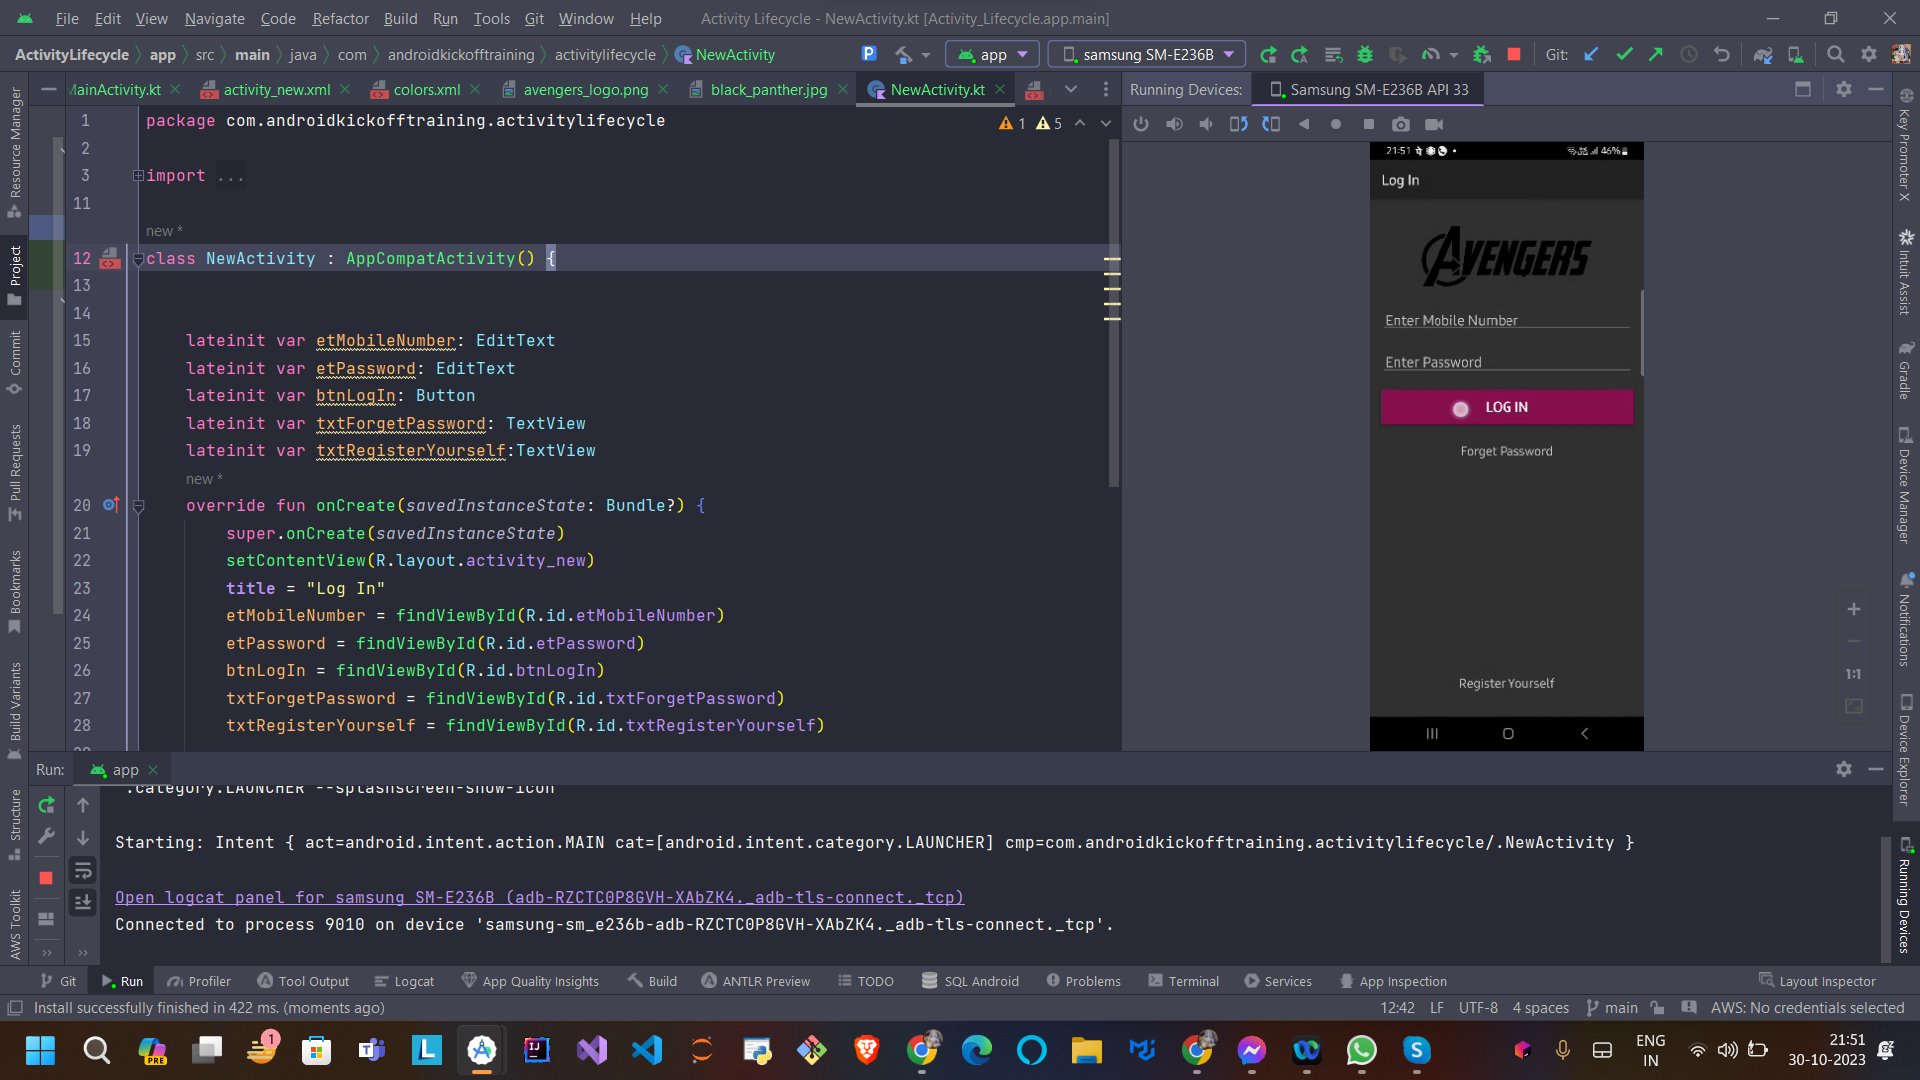 File Edit View Navigate Code Refactor Build Run Tools Git Window Help Activity Lifecycle - NewActivity.kt [Activity_Lifecycle.app.main]
ActivityLifecycle app src main java com androidkickofftraining activitylifecycle NewActivity app samsung SM-E236B Git:
MainActivity.kt activity_new.xml colors.xml avengers_logo.png black_panther.jpg NewActivity.kt Running Devices: Samsung SM-E236B API 33
1 package com.androidkickofftraining.activitylifecycle 1 5
2
3 import ...
11
new *
12 class NewActivity : AppCompatActivity() {
13
14
15 lateinit var etMobileNumber: EditText
16 lateinit var etPassword: EditText
17 lateinit var btnLogIn: Button
18 lateinit var txtForgetPassword: TextView
19 lateinit var txtRegisterYourself:TextView
new *
20 override fun onCreate(savedInstanceState: Bundle?) {
21 super.onCreate(savedInstanceState)
22 setContentView(R.layout.activity_new)
23 title = "Log In"
24 etMobileNumber = findViewById(R.id.etMobileNumber)
25 etPassword = findViewById(R.id.etPassword)
26 btnLogIn = findViewById(R.id.btnLogIn)
27 txtForgetPassword = findViewById(R.id.txtForgetPassword)
28 txtRegisterYourself = findViewById(R.id.txtRegisterYourself)
21:51 46%
Log In
AVENGERS
Enter Mobile Number
Enter Password
LOG IN
Forget Password
Register Yourself
1:1
Resource Manager
Project
Commit
Pull Requests
Bookmarks
Build Variants
Structure
AWS Toolkit
Key Promoter X
Intuit Assist
Gradle
Device Manager
Notifications
Device Explorer
Running Devices
Run: app
.category.LAUNCHER --splashscreen-show-icon
Starting: Intent { act=android.intent.action.MAIN cat=[android.intent.category.LAUNCHER] cmp=com.androidkickofftraining.activitylifecycle/.NewActivity }
Open logcat panel for samsung SM-E236B (adb-RZCTC0P8GVH-XAbZK4._adb-tls-connect._tcp)
Connected to process 9010 on device 'samsung-sm_e236b-adb-RZCTC0P8GVH-XAbZK4._adb-tls-connect._tcp'.
Git Run Profiler Tool Output Logcat App Quality Insights Build ANTLR Preview TODO SQL Android Problems Terminal Services App Inspection Layout Inspector
Install successfully finished in 422 ms. (moments ago) 12:42 LF UTF-8 4 spaces main AWS: No credentials selected
PRE 1 L ENG 21:51
IN 30-10-2023